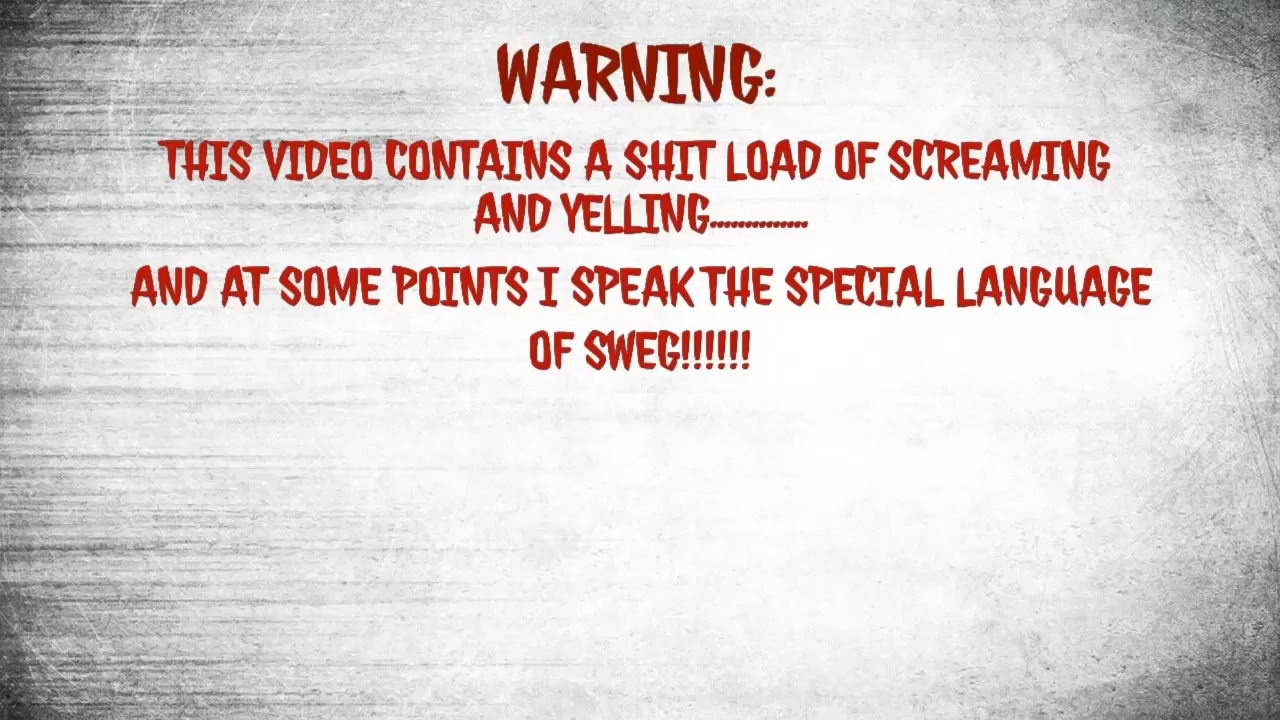 WARNING:
THIS VIDEO CONTAINS A SHIT LOAD OF SCREAMING
AND YELLING..............
AND AT SOME POINTS I SPEAK THE SPECIAL LANGUAGE
OF SWEG!!!!!!